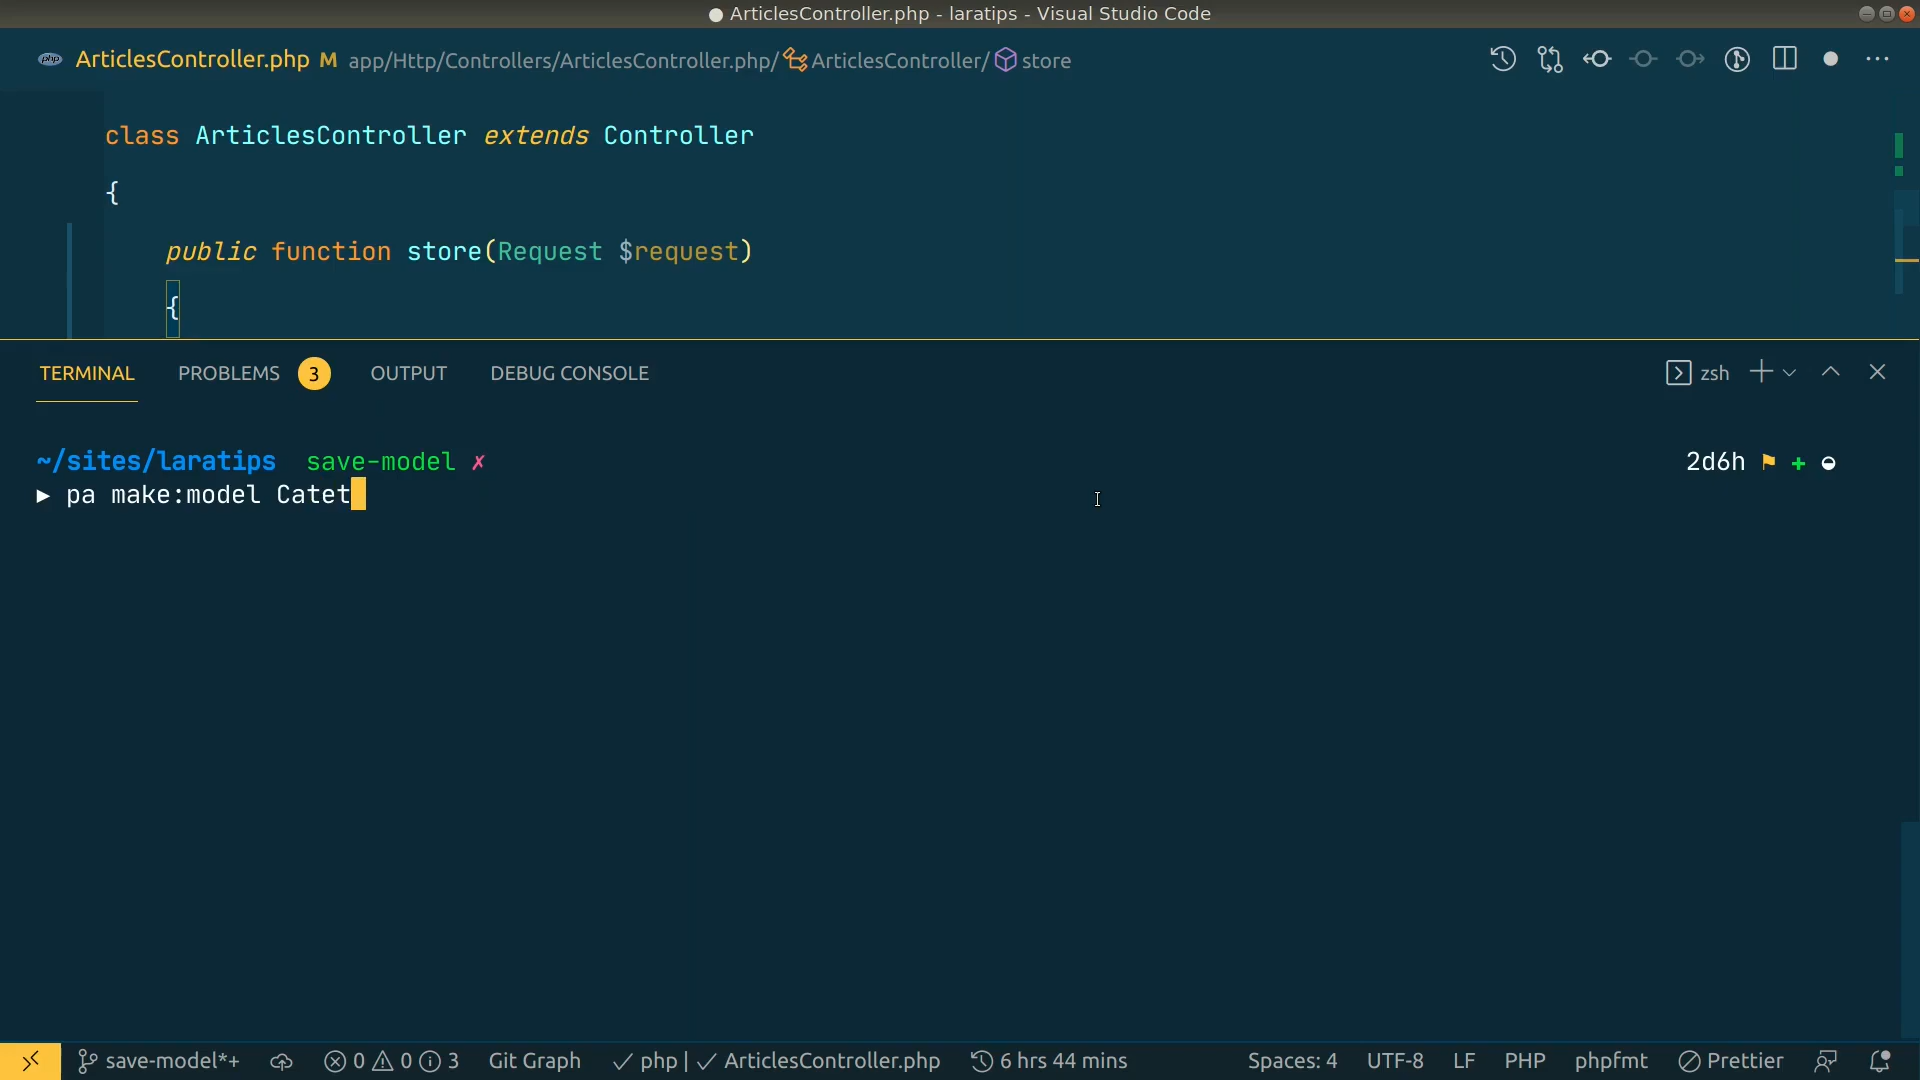 ArticlesController.php - laratips - Visual Studio Code
php ArticlesController.php M app/Http/Controllers/ArticlesController.php/ ArticlesController/ store
class ArticlesController extends Controller
{
public function store(Request $request)
{
TERMINAL PROBLEMS 3 OUTPUT DEBUG CONSOLE zsh
~/sites/laratips save-model ✗ 2d6h
▶ pa make:model Catet
save-model*+ 0 0 3 Git Graph ✓ php | ✓ ArticlesController.php 6 hrs 44 mins Spaces: 4 UTF-8 LF PHP phpfmt Prettier